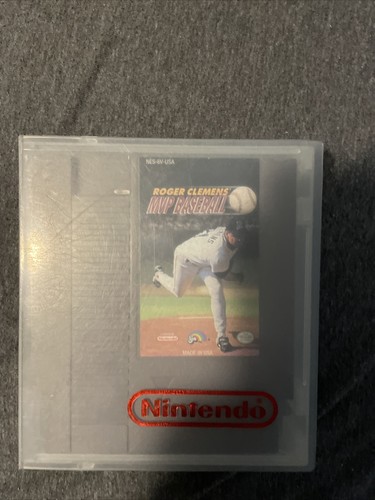 NES-9V-USA
ROGER CLEMENS
MVP BASEBALL
Nintendo